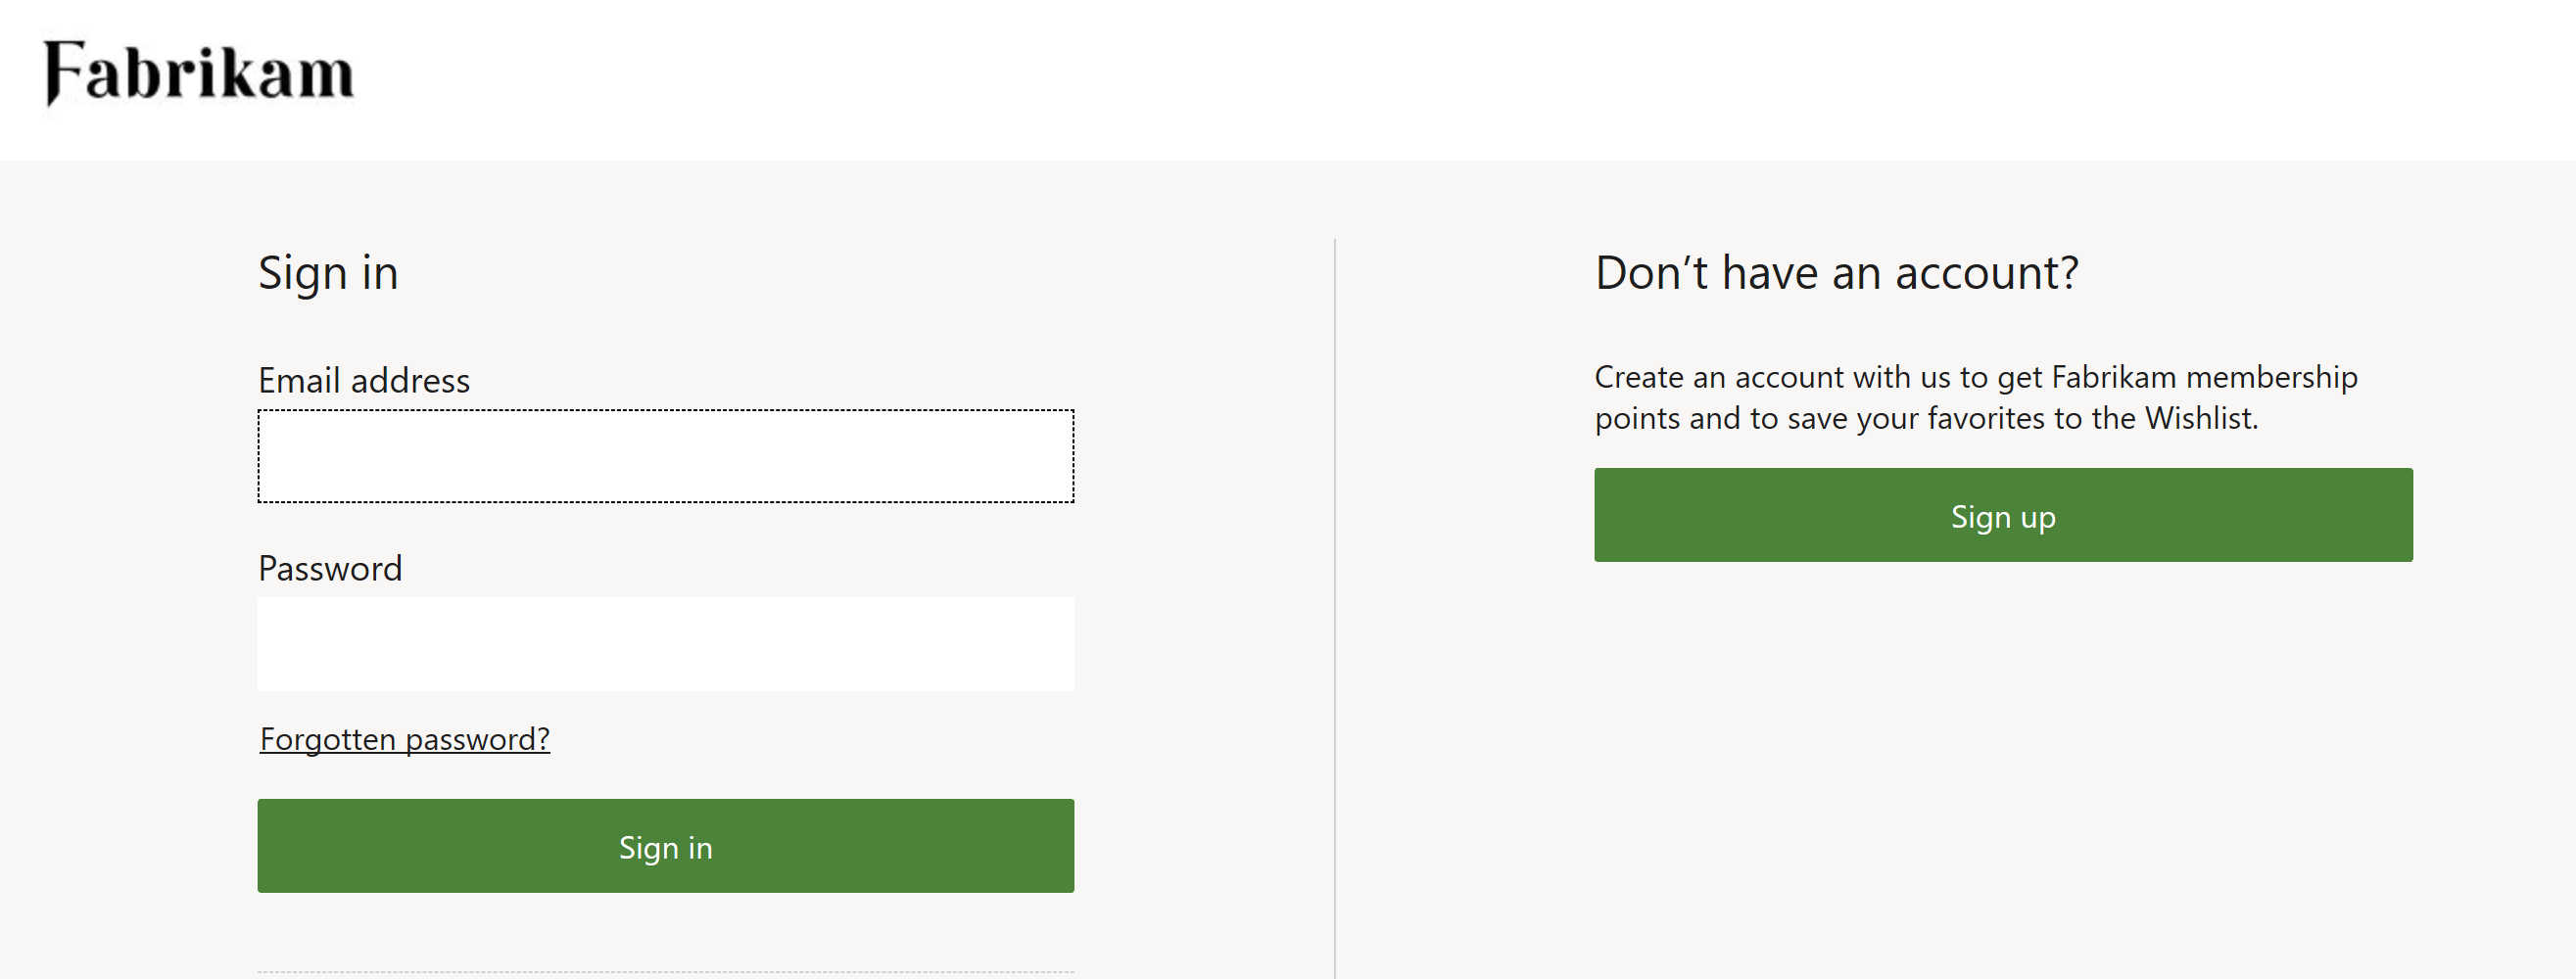 Fabrikam
Sign in
Email address
Password
Forgotten password?
Sign in
Don’t have an account?
Create an account with us to get Fabrikam membership
points and to save your favorites to the Wishlist.
Sign up